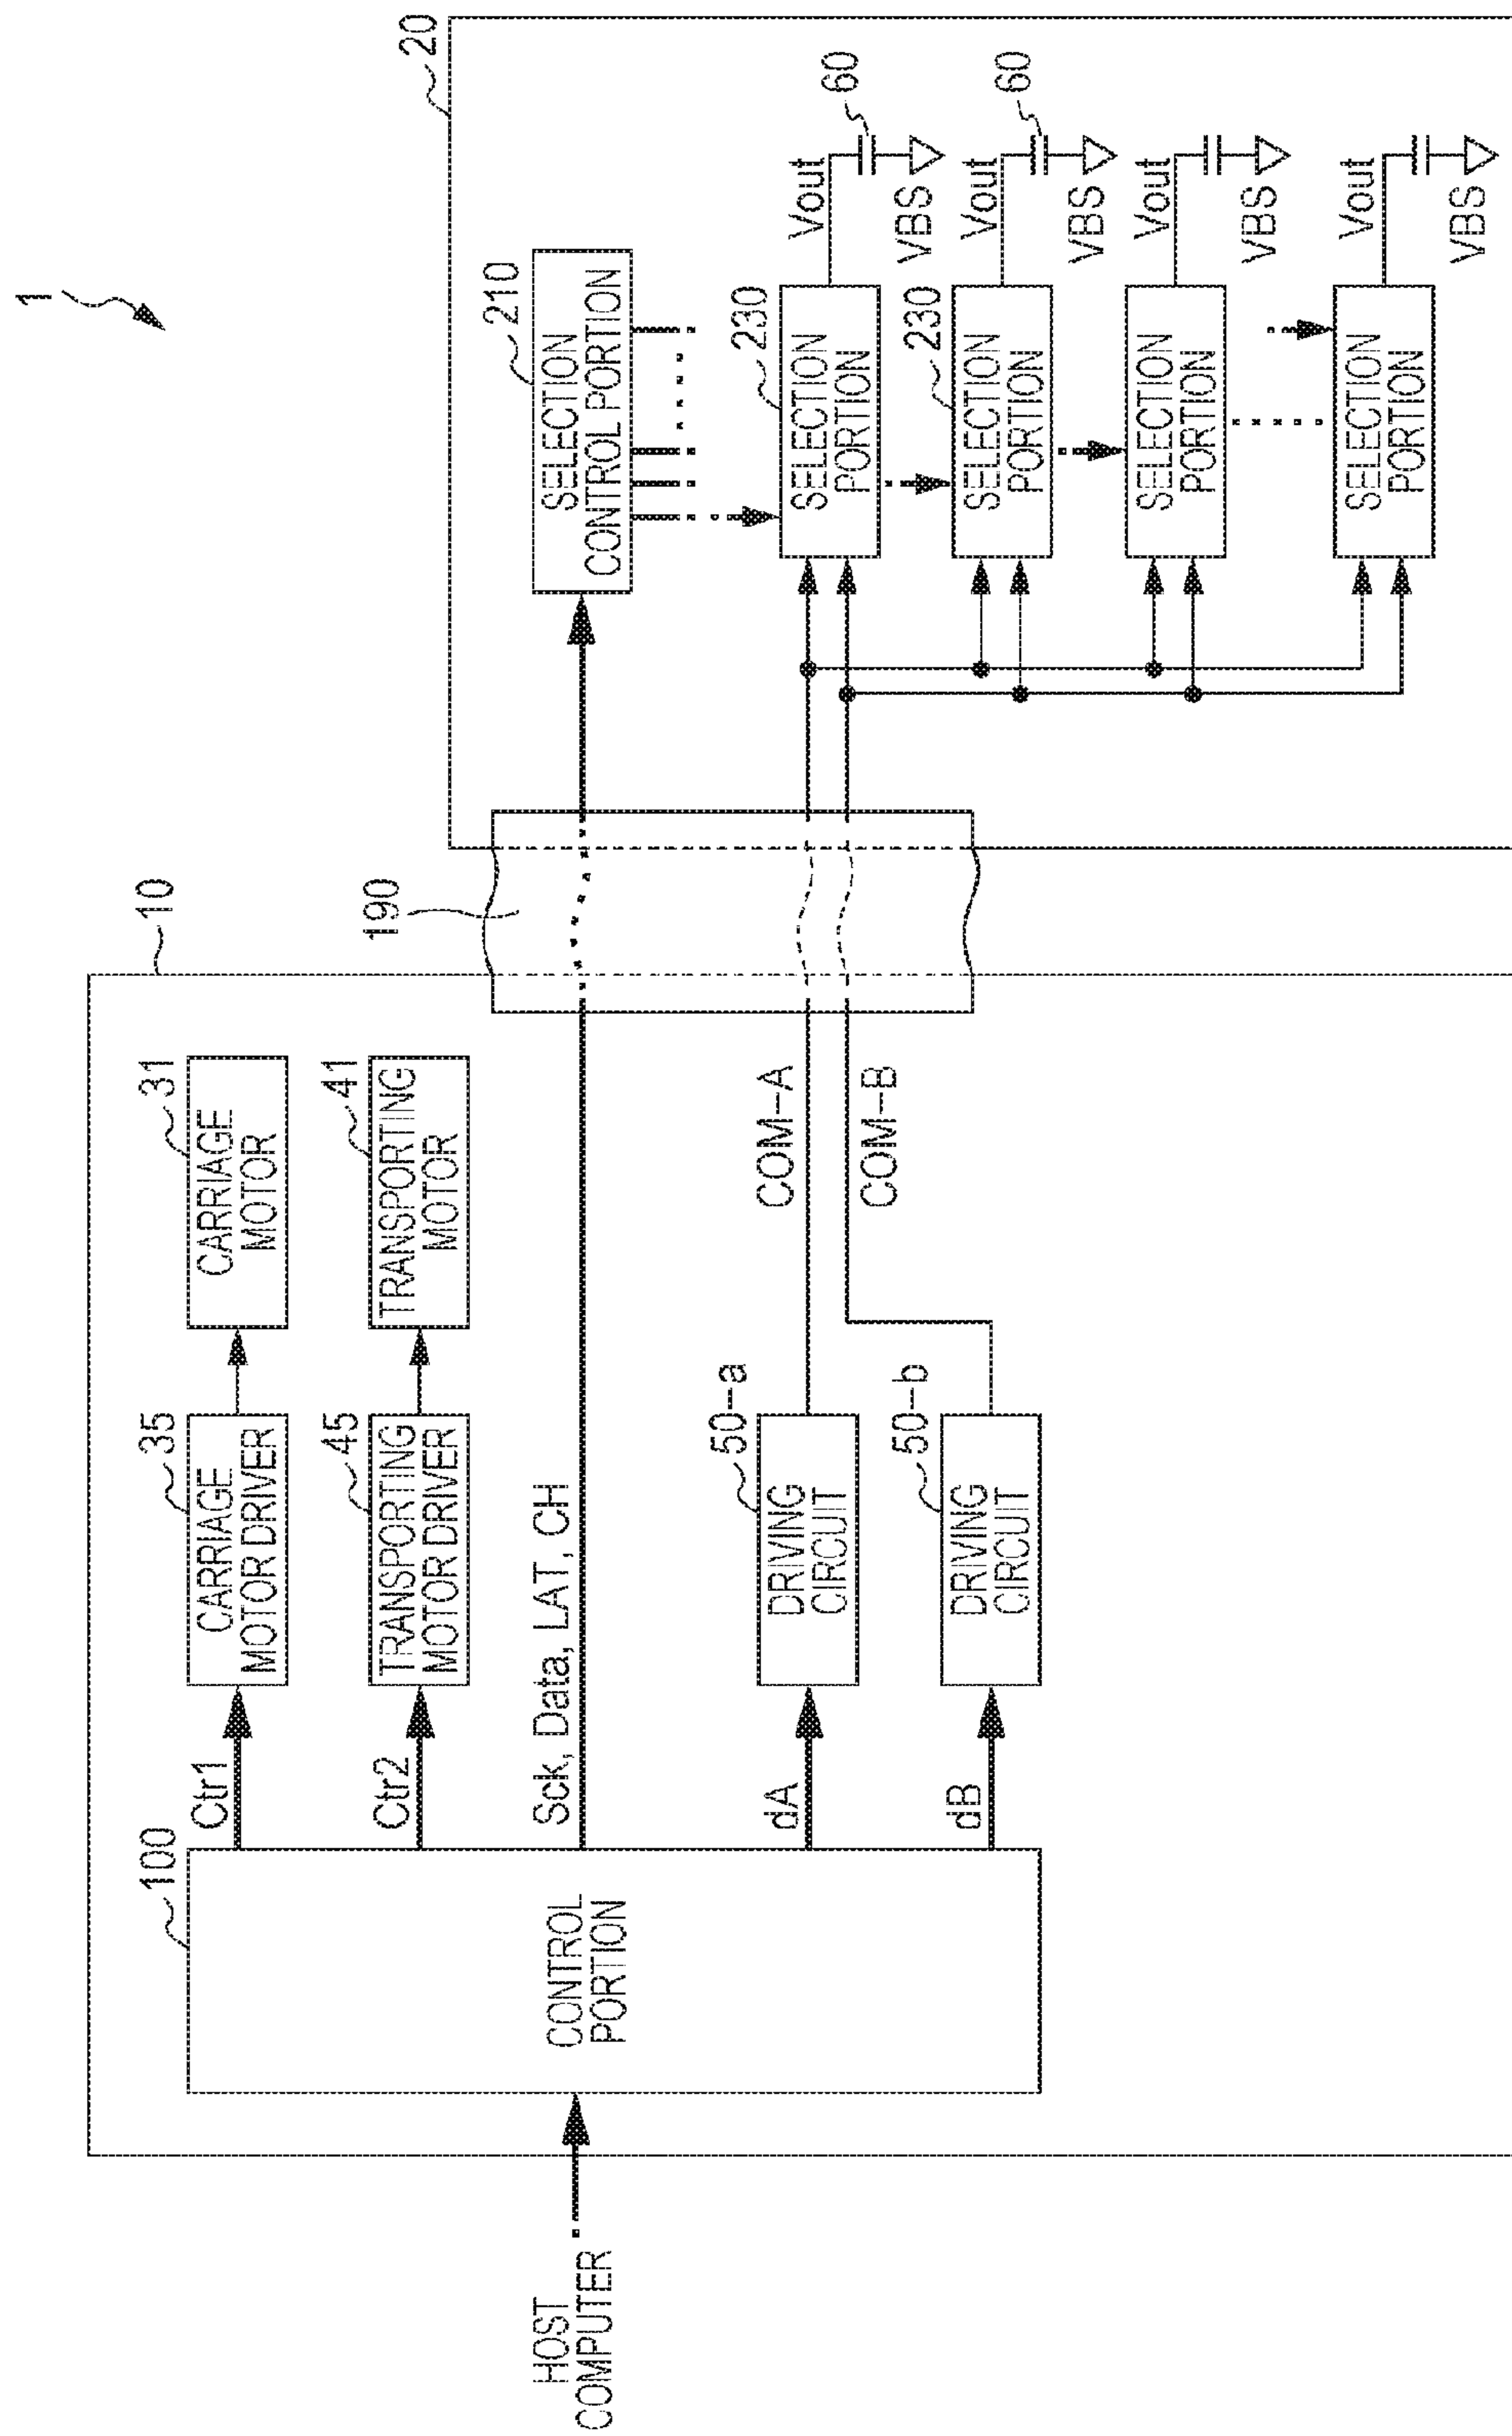 1
HOST
COMPUTER
10
100
CONTROL
PORTION
Ctr1
35
CARRIAGE
MOTOR DRIVER
31
CARRIAGE
MOTOR
Ctr2
45
TRANSPORTING
MOTOR DRIVER
41
TRANSPORTING
MOTOR
Sck, Data, LAT, CH
dA
50-a
DRIVING
CIRCUIT
COM-A
dB
50-b
DRIVING
CIRCUIT
COM-B
190
20
210
SELECTION
CONTROL PORTION
230
SELECTION
PORTION
Vout
60
VBS
230
SELECTION
PORTION
Vout
60
VBS
SELECTION
PORTION
Vout
VBS
SELECTION
PORTION
Vout
VBS